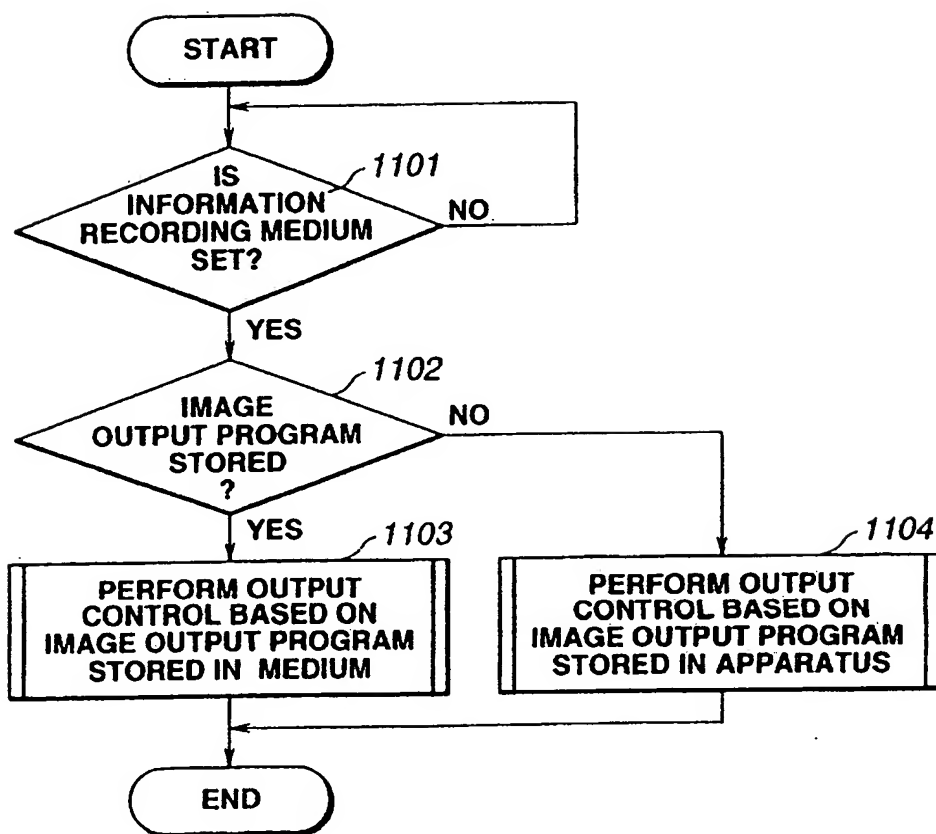 START
1101
IS
INFORMATION
RECORDING MEDIUM
SET?
NO
YES
1102
IMAGE
OUTPUT PROGRAM
STORED
?
NO
YES
1103
PERFORM OUTPUT
CONTROL BASED ON
IMAGE OUTPUT PROGRAM
STORED IN MEDIUM
1104
PERFORM OUTPUT
CONTROL BASED ON
IMAGE OUTPUT PROGRAM
STORED IN APPARATUS
END